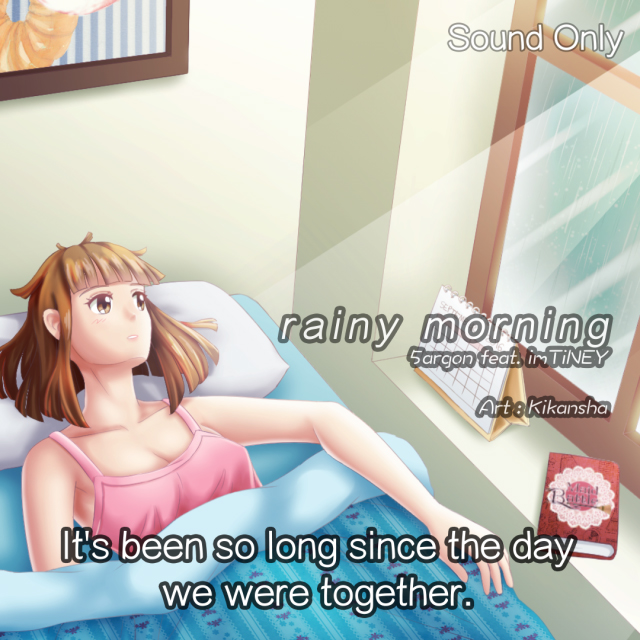 Sound Only
rainy morning
5argon feat. imTiNEY
Art : Kikansha
It's been so long since the day
we were together.